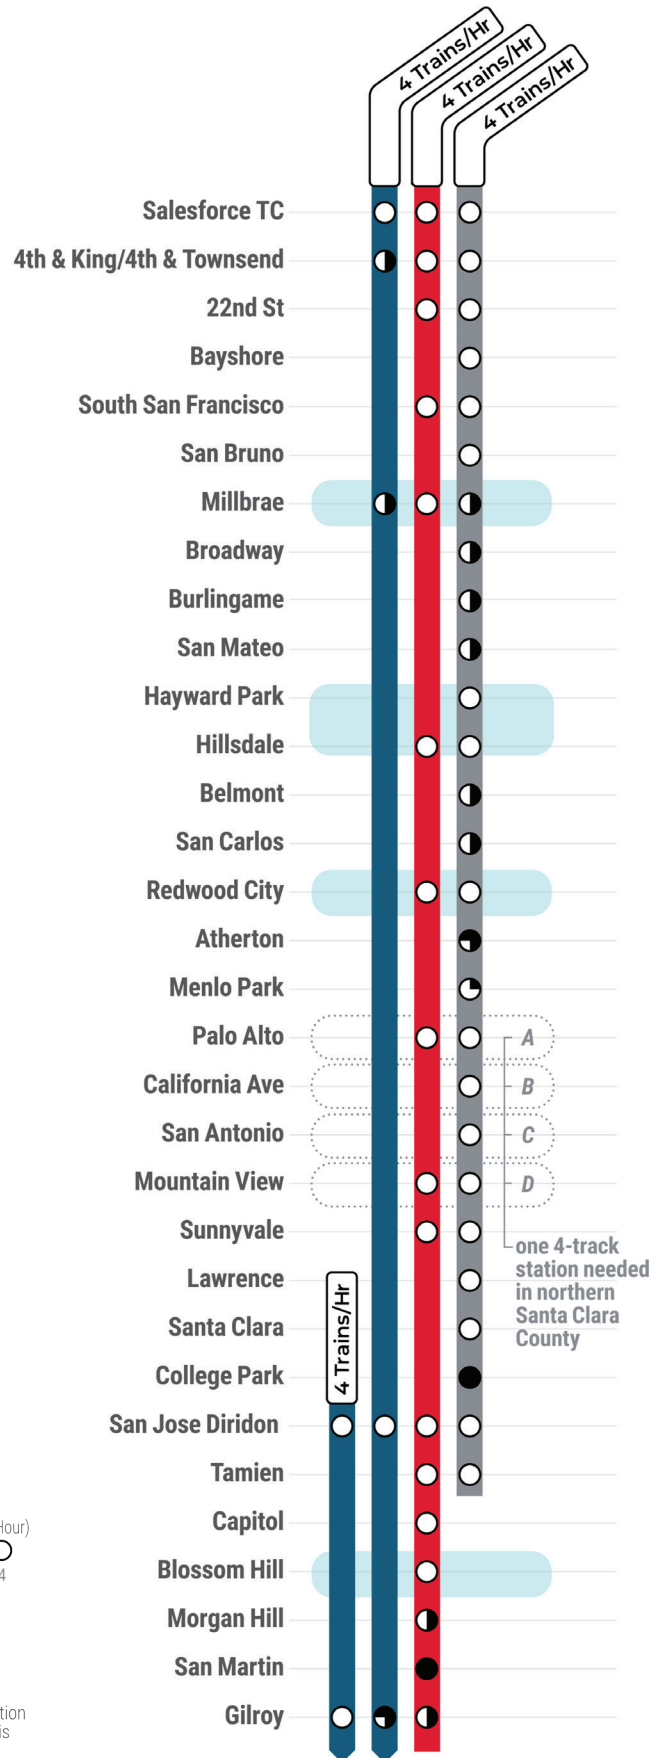 4 Trains/Hr
4 Trains/Hr
4 Trains/Hr
Salesforce TC
4th & King/4th & Townsend
22nd St
Bayshore
South San Francisco
San Bruno
Millbrae
Broadway
Burlingame
San Mateo
Hayward Park
Hillsdale
Belmont
San Carlos
Redwood City
Atherton
Menlo Park
Palo Alto
A
California Ave
B
San Antonio
C
Mountain View
D
Sunnyvale
one 4-track
station needed
in northern
Santa Clara
County
Lawrence
4 Trains/Hr
Santa Clara
College Park
San Jose Diridon
Tamien
Capitol
Hour)
4
Blossom Hill
Morgan Hill
San Martin
Gilroy
tion
is